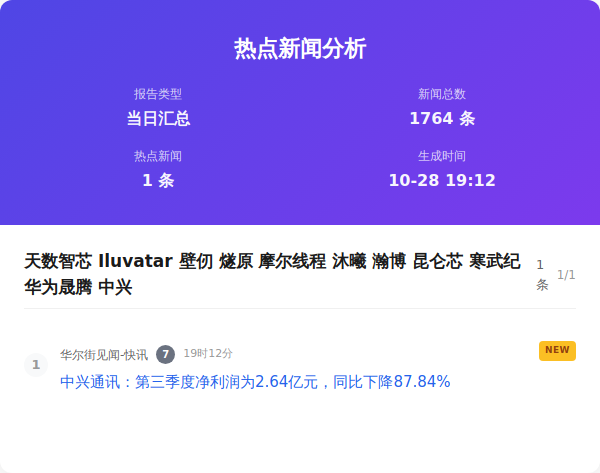 热点新闻分析
报告类型
新闻总数
当日汇总
1764 条
热点新闻
生成时间
1 条
10-28 19:12
天数智芯 Iluvatar 壁仞 燧原 摩尔线程 沐曦 瀚博 昆仑芯 寒武纪
华为晟腾 中兴
1
条
1/1
1
华尔街见闻-快讯 7 19时12分
NEW
中兴通讯：第三季度净利润为2.64亿元，同比下降87.84%